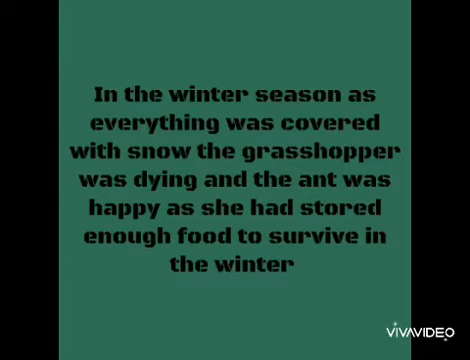 In the winter season as
everything was covered
with snow the grasshopper
was dying and the ant was
happy as she had stored
enough food to survive in
the winter
VIVAVIDEO